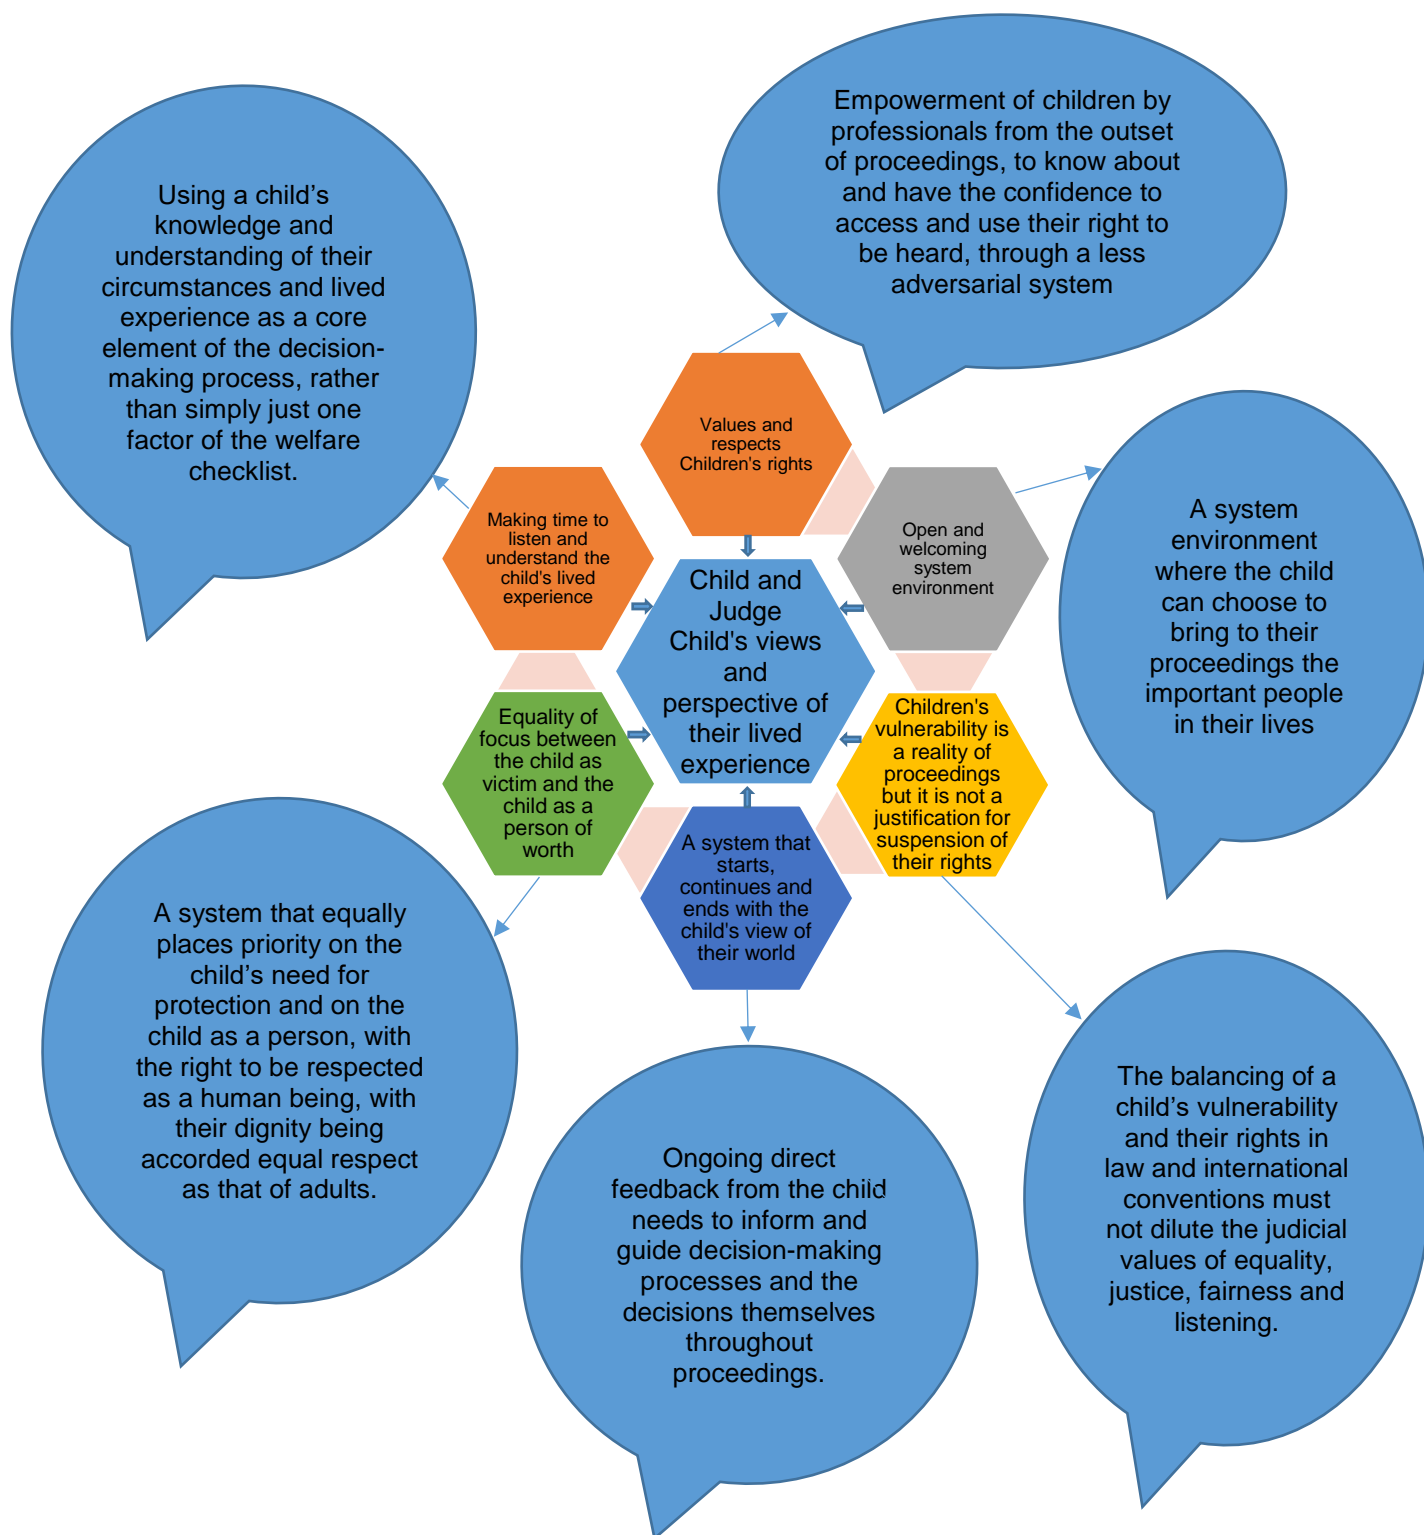 Empowerment of children by
professionals from the outset
of proceedings, to know about
and have the confidence to
access and use their right to
be heard, through a less
adversarial system
Using a child’s
knowledge and
understanding of their
circumstances and lived
experience as a core
element of the decision-
making process, rather
than simply just one
factor of the welfare
checklist.
Values and
respects
Children's rights
Making time to
listen and
understand the
child's lived
experience
Open and
welcoming
system
environment
A system
environment
where the child
can choose to
bring to their
proceedings the
important people
in their lives
Child and
Judge
Child's views
and
perspective of
their lived
experience
Equality of
focus between
the child as
victim and the
child as a
person of
worth
Children's
vulnerability is
a reality of
proceedings
but it is not a
justification for
suspension of
their rights
A system that
starts,
continues and
ends with the
child's view of
their world
A system that equally
places priority on the
child’s need for
protection and on the
child as a person, with
the right to be respected
as a human being, with
their dignity being
accorded equal respect
as that of adults.
Ongoing direct
feedback from the child
needs to inform and
guide decision-making
processes and the
decisions themselves
throughout
proceedings.
The balancing of a
child’s vulnerability
and their rights in
law and international
conventions must
not dilute the judicial
values of equality,
justice, fairness and
listening.